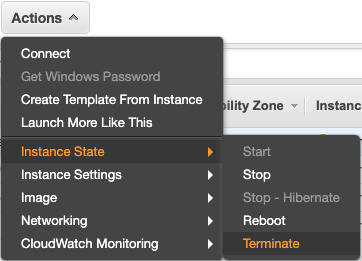 Actions
Connect
Get Windows Password
Create Template From Instance
Launch More Like This
bility Zone
Instanc
Instance State
Instance Settings
Image
Networking
CloudWatch Monitoring
Start
Stop
Stop - Hibernate
Reboot
Terminate